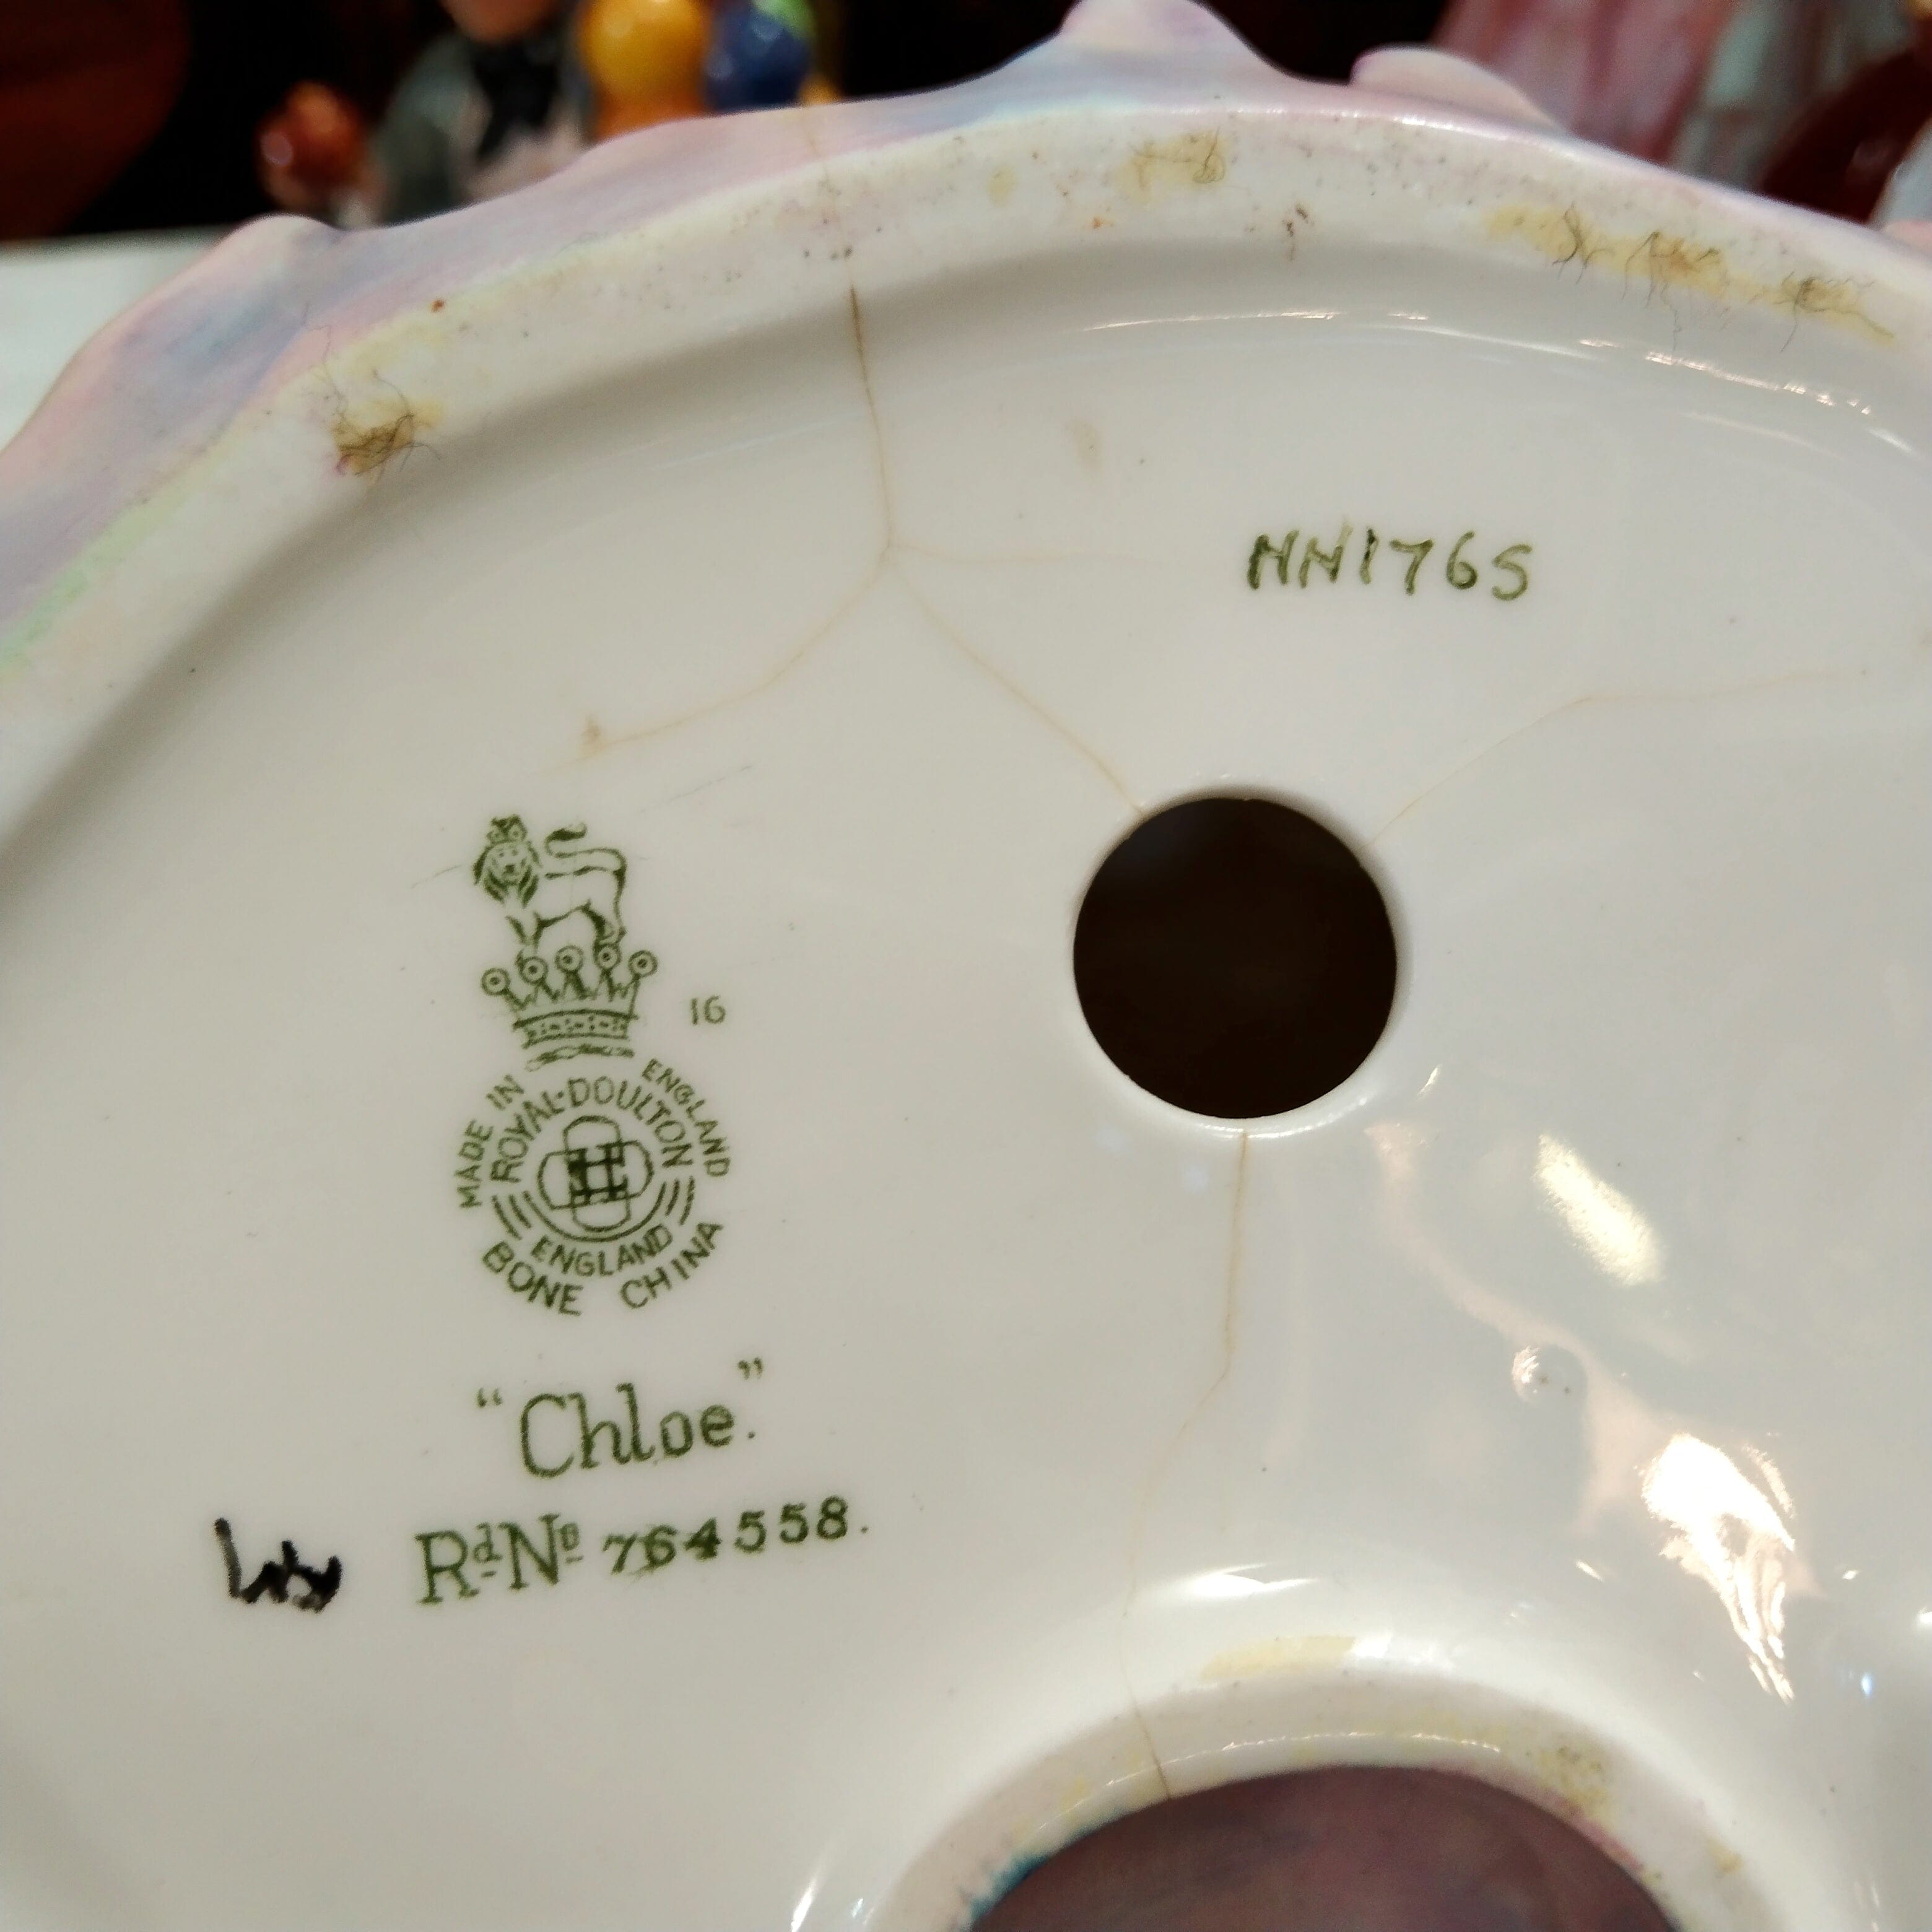 HN1765
16
MADE IN ENGLAND
ROYAL·DOULTON
ENGLAND
BONE CHINA
"Chloe."
Rd No 764558.